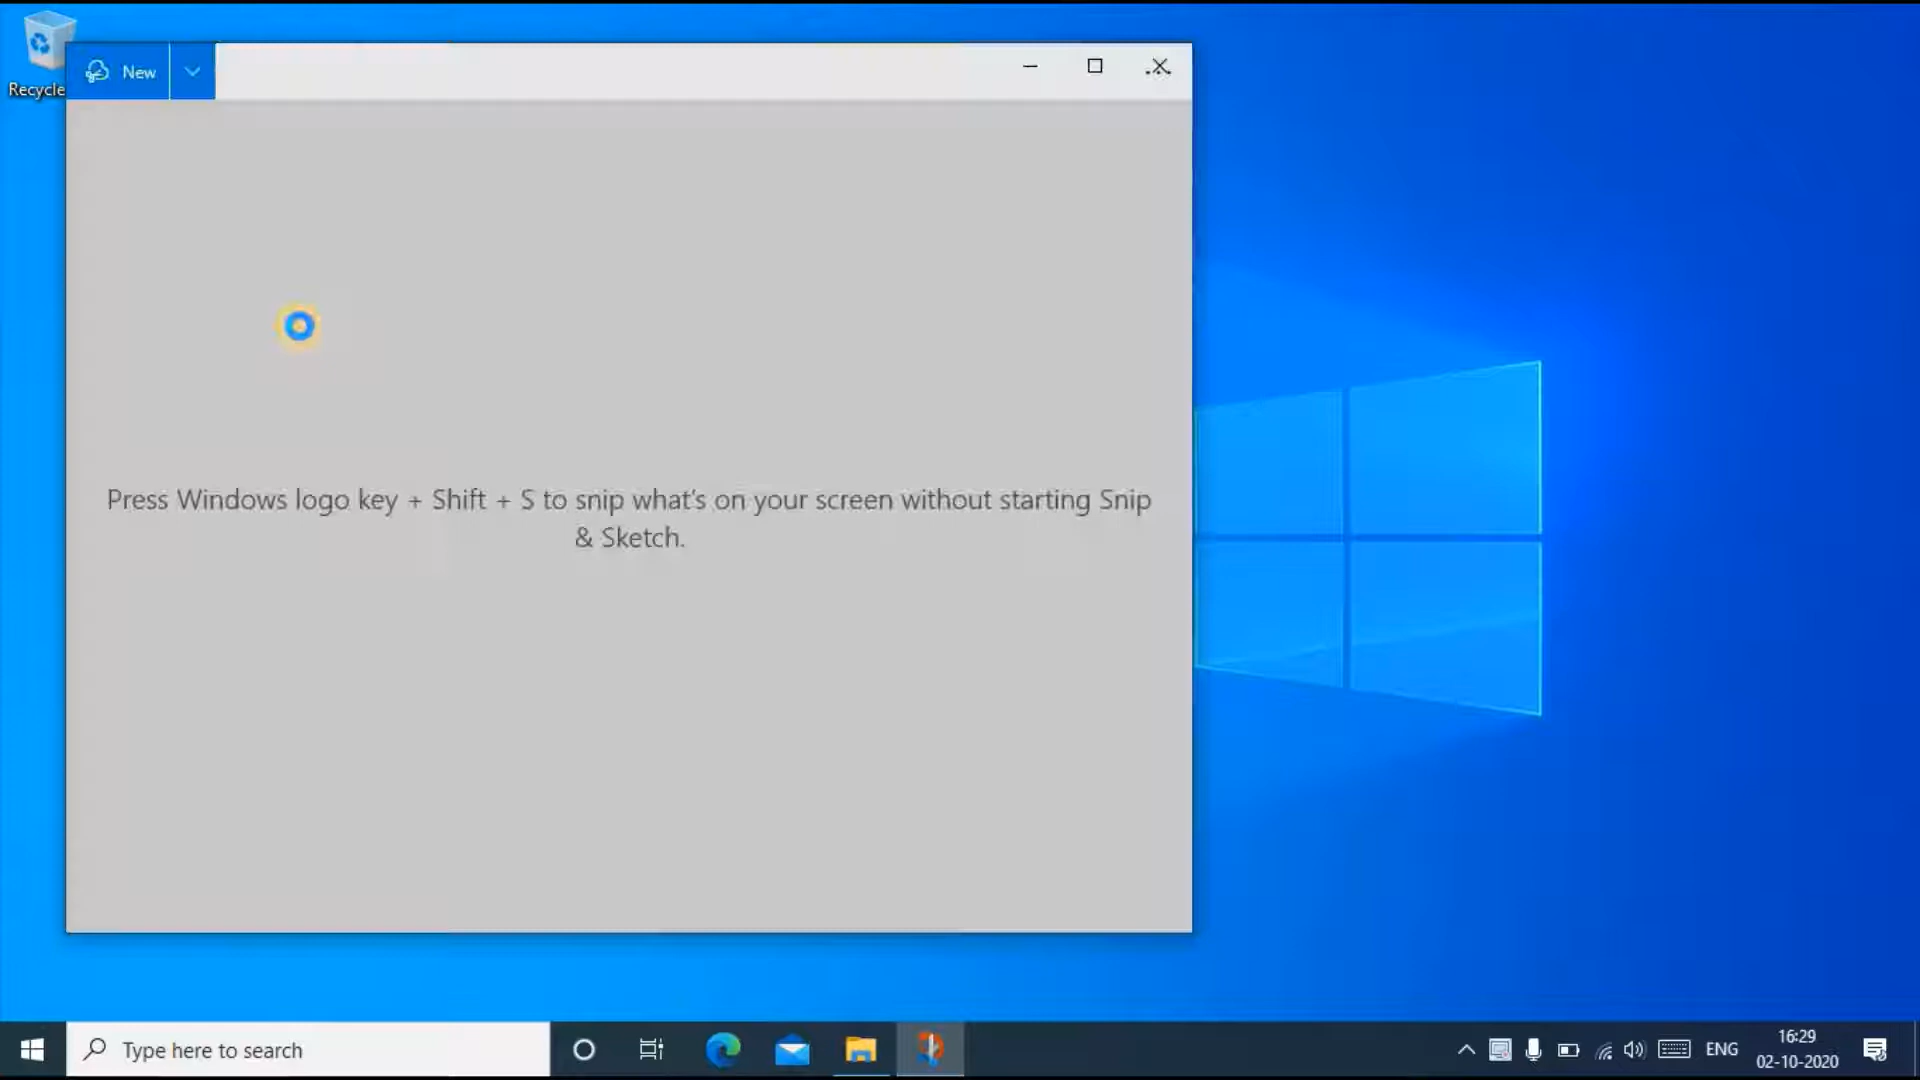 Recycle
New
Press Windows logo key + Shift + S to snip what's on your screen without starting Snip
& Sketch.
Type here to search
ENG
16:29
02-10-2020